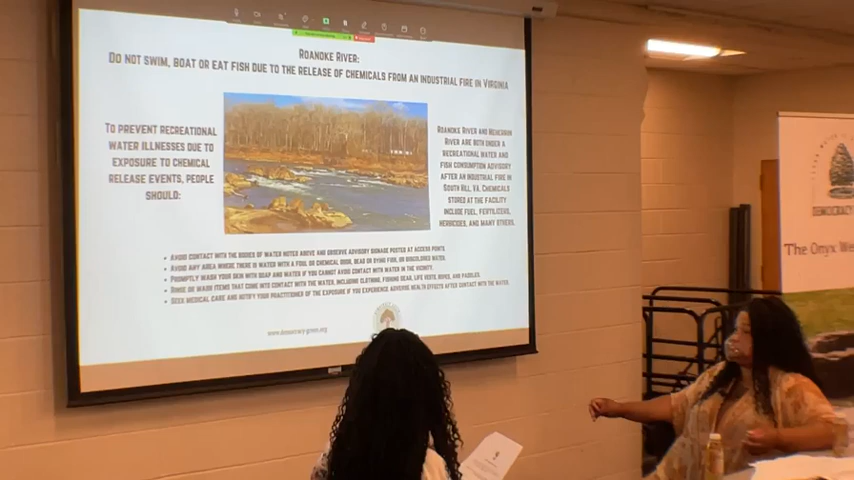 ROANOKE RIVER:
DO NOT SWIM, BOAT OR EAT FISH DUE TO THE RELEASE OF CHEMICALS FROM AN INDUSTRIAL FIRE IN VIRGINIA
TO PREVENT RECREATIONAL
WATER ILLNESSES DUE TO
EXPOSURE TO CHEMICAL
RELEASE EVENTS, PEOPLE
SHOULD:
ROANOKE RIVER AND MEHERRIN
RIVER ARE BOTH UNDER A
RECREATIONAL WATER AND
FISH CONSUMPTION ADVISORY
AFTER AN INDUSTRIAL FIRE IN
SOUTH HILL, VA. CHEMICALS
STORED AT THE FACILITY
INCLUDE FUEL, FERTILIZERS,
HERBICIDES, AND MANY OTHERS.
• AVOID CONTACT WITH THE BODIES OF WATER NOTED ABOVE AND OBSERVE ADVISORY SIGNAGE POSTED AT ACCESS POINTS.
• AVOID ANY AREA WHERE THERE IS WATER WITH A FOUL OR CHEMICAL ODOR, DEAD OR DYING FISH, OR DISCOLORED WATER.
• PROMPTLY WASH YOUR SKIN WITH SOAP AND WATER IF YOU CANNOT AVOID CONTACT WITH WATER IN THE VICINITY.
• RINSE OR WASH ITEMS THAT COME INTO CONTACT WITH THE WATER, INCLUDING CLOTHING, FISHING GEAR, LIFE VESTS, ROPES, AND PADDLES.
• SEEK MEDICAL CARE AND NOTIFY YOUR PRACTITIONER OF THE EXPOSURE IF YOU EXPERIENCE ADVERSE HEALTH EFFECTS AFTER CONTACT WITH THE WATER.
www.democracy-green.org
DEMOCRACY
The Onyx We